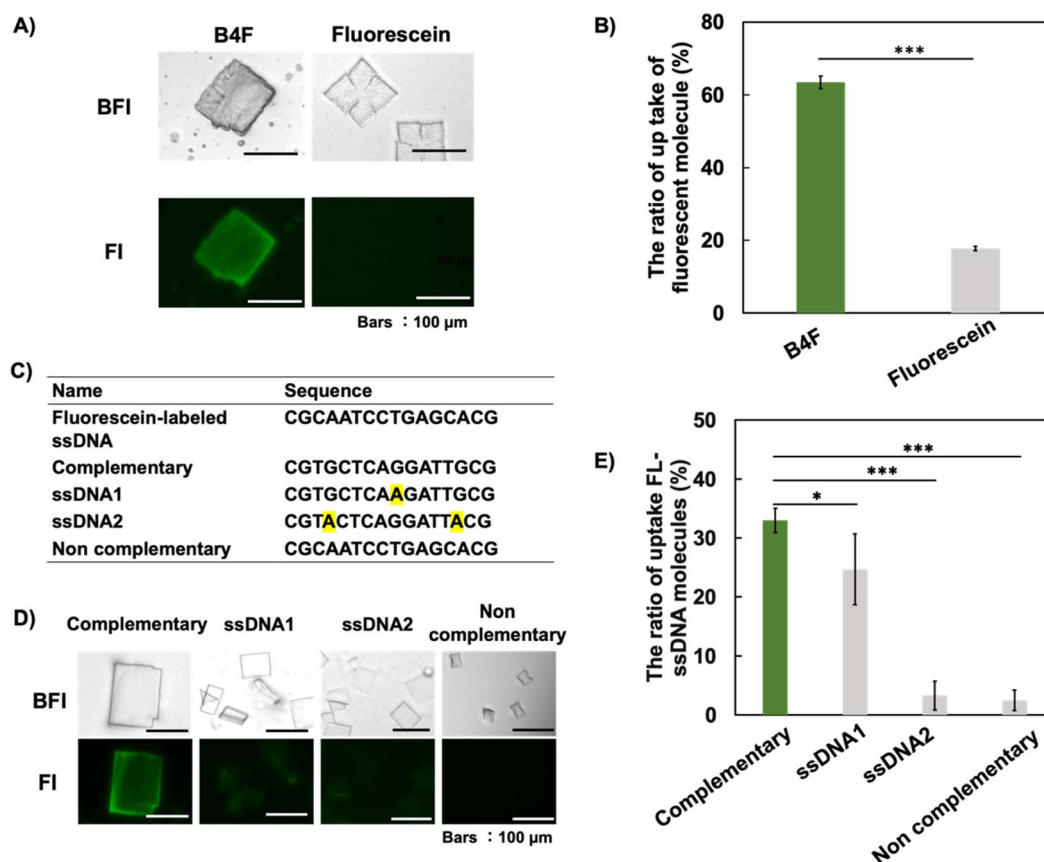 A)
B4F
Fluorescein
BFI
FI
Bars ：100 μm
B)
The ratio of up take of
fluorescent molecule (%)
80
60
40
20
0
***
B4F
Fluorescein
C)
Name Sequence
Fluorescein-labeled CGCAATCCTGAGCACG
ssDNA
Complementary CGTGCTCAGGATTGCG
ssDNA1 CGTGCTCAAGATTGCG
ssDNA2 CGTACTCAGGATTACG
Non complementary CGCAATCCTGAGCACG
D)
Complementary
ssDNA1
ssDNA2
Non
complementary
BFI
FI
Bars ：100 μm
E)
The ratio of uptake FL-
ssDNA molecules (%)
50
40
30
20
10
0
***
***
*
Complementary
ssDNA1
ssDNA2
Non complementary